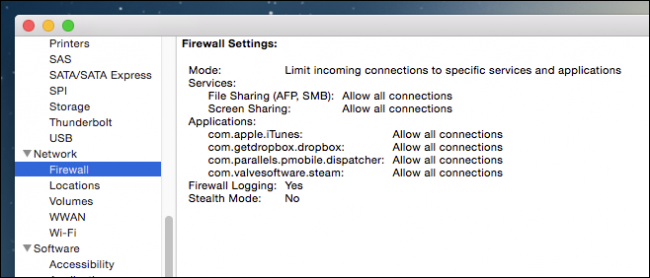 Printers
SAS
SATA/SATA Express
SPI
Storage
Thunderbolt
USB
Network
Firewall
Locations
Volumes
WWAN
Wi-Fi
Software
Accessibility
Firewall Settings:
Mode: Limit incoming connections to specific services and applications
Services:
File Sharing (AFP, SMB): Allow all connections
Screen Sharing: Allow all connections
Applications:
com.apple.iTunes: Allow all connections
com.getdropbox.dropbox: Allow all connections
com.parallels.pmobile.dispatcher: Allow all connections
com.valvesoftware.steam: Allow all connections
Firewall Logging: Yes
Stealth Mode: No